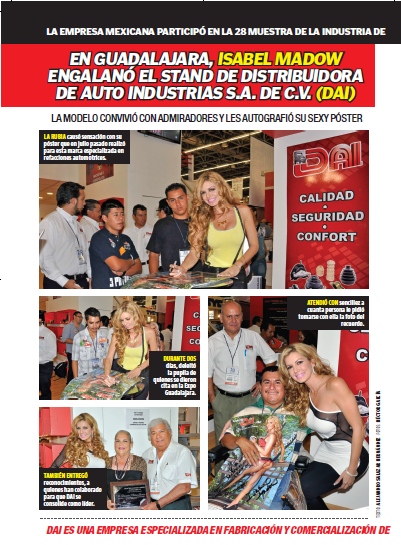 LA EMPRESA MEXICANA PARTICIPÓ EN LA 28 MUESTRA DE LA INDUSTRIA DE
EN GUADALAJARA, ISABEL MADOW
ENGALANÓ EL STAND DE DISTRIBUIDORA
DE AUTO INDUSTRIAS S.A. DE C.V. (DAI)
LA MODELO CONVIVIÓ CON ADMIRADORES Y LES AUTOGRAFIÓ SU SEXY PÓSTER
LA RUBIA causó sensación con su
póster que en julio pasado realizó
para esta marca especializada en
refacciones automotrices.
DAI
CALIDAD
SEGURIDAD
CONFORT
DURANTE DOS
días, deleitó
la pupila de
quienes se dieron
cita en la Expo
Guadalajara.
ATENDIÓ CON sencillez a
cuanta persona le pidió
tomarse con ella la foto del
recuerdo.
TAMBIÉN ENTREGÓ
reconocimientos, a
quienes han colaborado
para que DAI se
consolide como líder.
DAI ES UNA EMPRESA ESPECIALIZADA EN FABRICACIÓN Y COMERCIALIZACIÓN DE